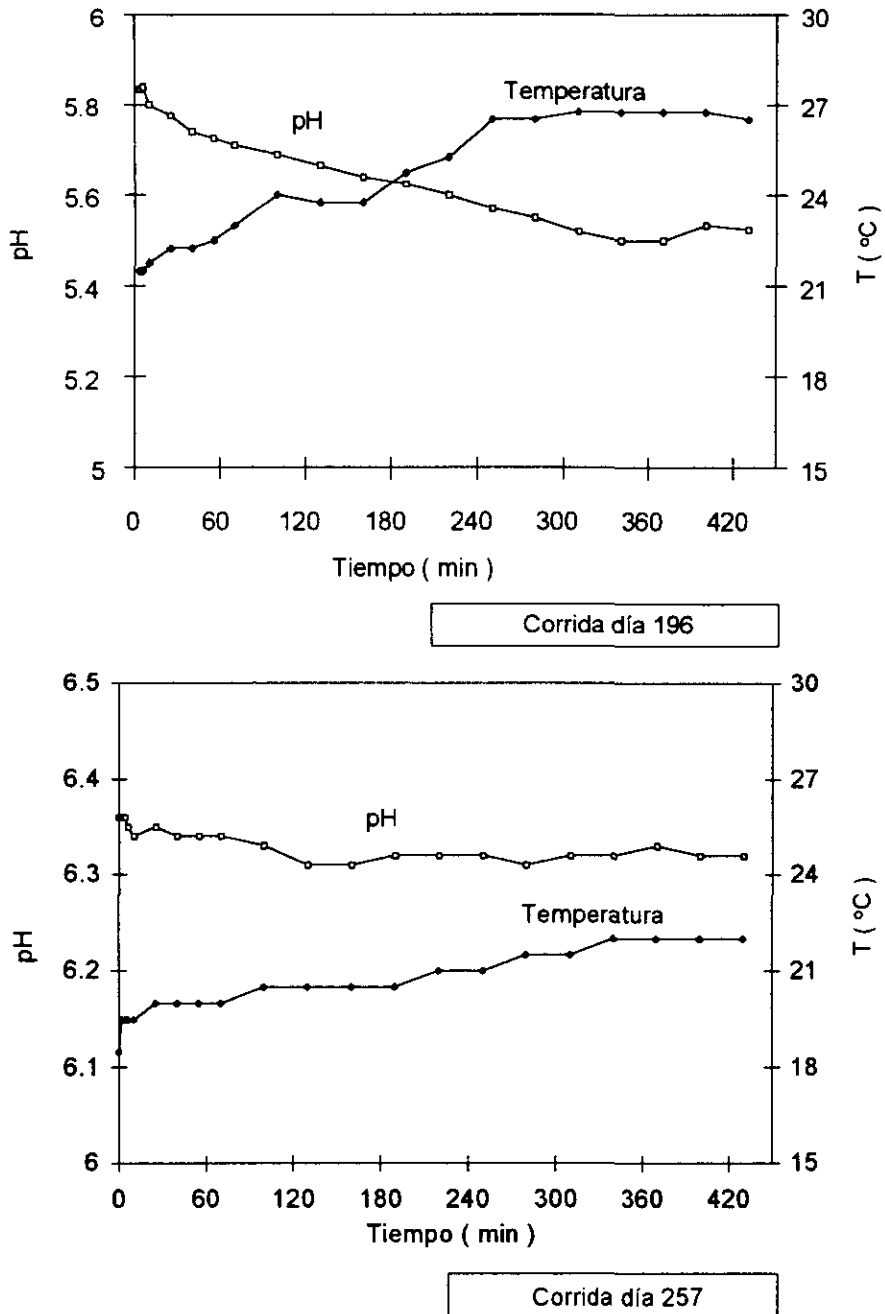 6
5.8
5.6
5.4
5.2
5
pH
30
27
24
21
18
15
T ( ºC )
Temperatura
pH
0 60 120 180 240 300 360 420
Tiempo ( min )
Corrida día 196
6.5
6.4
6.3
6.2
6.1
6
pH
30
27
24
21
18
15
T ( ºC )
pH
Temperatura
0 60 120 180 240 300 360 420
Tiempo ( min )
Corrida día 257